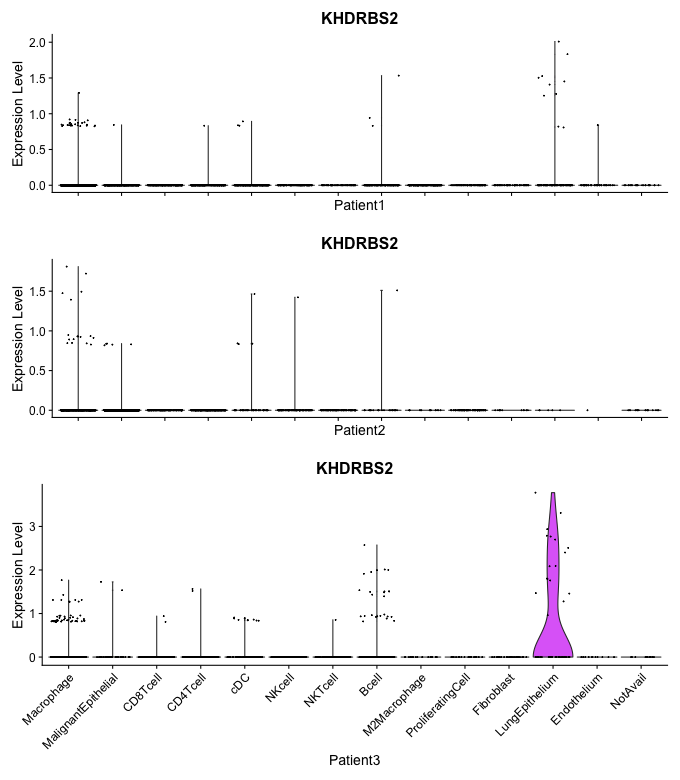 KHDRBS2
Expression Level
2.0
1.5
1.0
0.5
0.0
Patient1
KHDRBS2
Expression Level
1.5
1.0
0.5
0.0
Patient2
KHDRBS2
Expression Level
3
2
1
0
Macrophage
MalignantEpithelial
CD8Tcell
CD4Tcell
cDC
NKcell
NKTcell
Bcell
M2Macrophage
ProliferatingCell
Fibroblast
LungEpithelium
Endothelium
NotAvail
Patient3